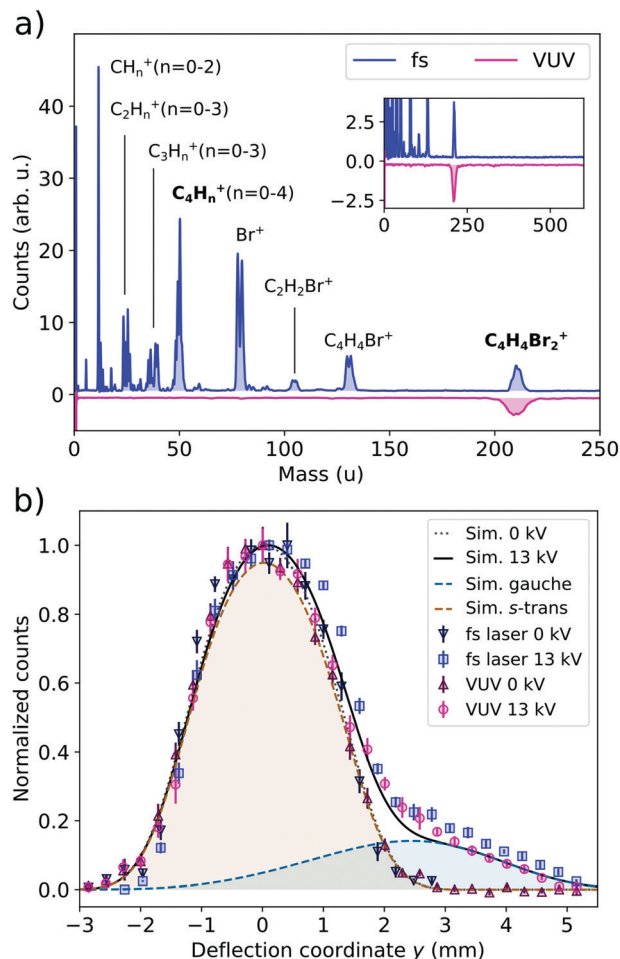 a)
fs VUV
CHₙ⁺(n=0-2)
C₂Hₙ⁺(n=0-3)
C₃Hₙ⁺(n=0-3)
C₄Hₙ⁺(n=0-4)
Br⁺
C₂H₂Br⁺
C₄H₄Br⁺
C₄H₄Br₂⁺
2.5
0.0
−2.5
0 250 500
Counts (arb. u.)
40
30
20
10
0
0 50 100 150 200 250
Mass (u)
b)
Sim. 0 kV
Sim. 13 kV
Sim. gauche
Sim. s-trans
fs laser 0 kV
fs laser 13 kV
VUV 0 kV
VUV 13 kV
Normalized counts
1.0
0.8
0.6
0.4
0.2
0.0
−3 −2 −1 0 1 2 3 4 5
Deflection coordinate y (mm)